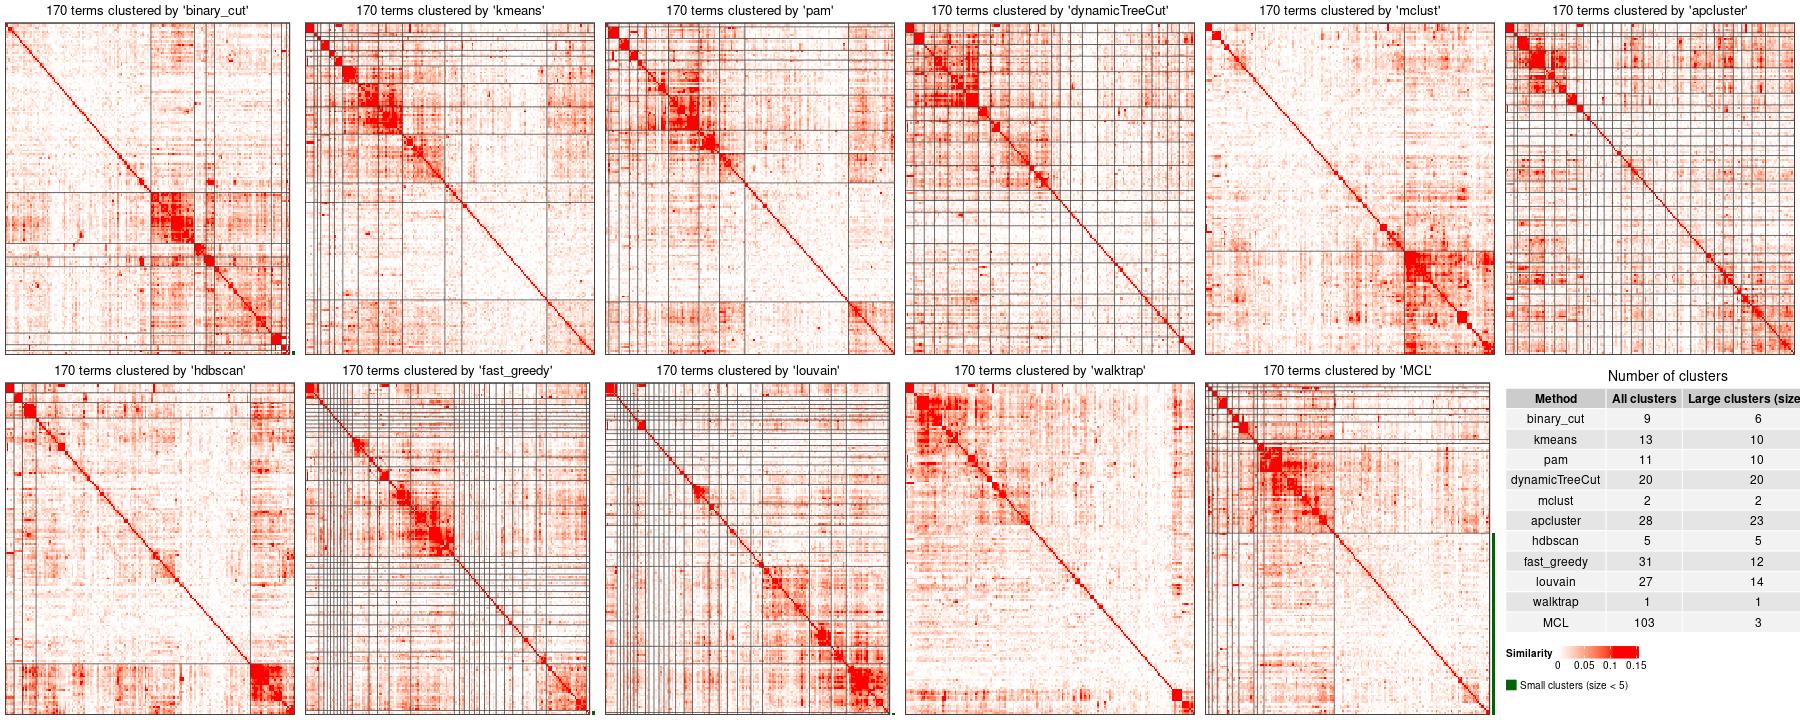 170 terms clustered by 'binary_cut'
170 terms clustered by 'kmeans'
170 terms clustered by 'pam'
170 terms clustered by 'dynamicTreeCut'
170 terms clustered by 'mclust'
170 terms clustered by 'apcluster'
170 terms clustered by 'hdbscan'
170 terms clustered by 'fast_greedy'
170 terms clustered by 'louvain'
170 terms clustered by 'walktrap'
170 terms clustered by 'MCL'
Number of clusters
Method All clusters Large clusters (size
binary_cut 9 6
kmeans 13 10
pam 11 10
dynamicTreeCut 20 20
mclust 2 2
apcluster 28 23
hdbscan 5 5
fast_greedy 31 12
louvain 27 14
walktrap 1 1
MCL 103 3
Similarity
0 0.05 0.1 0.15
Small clusters (size < 5)